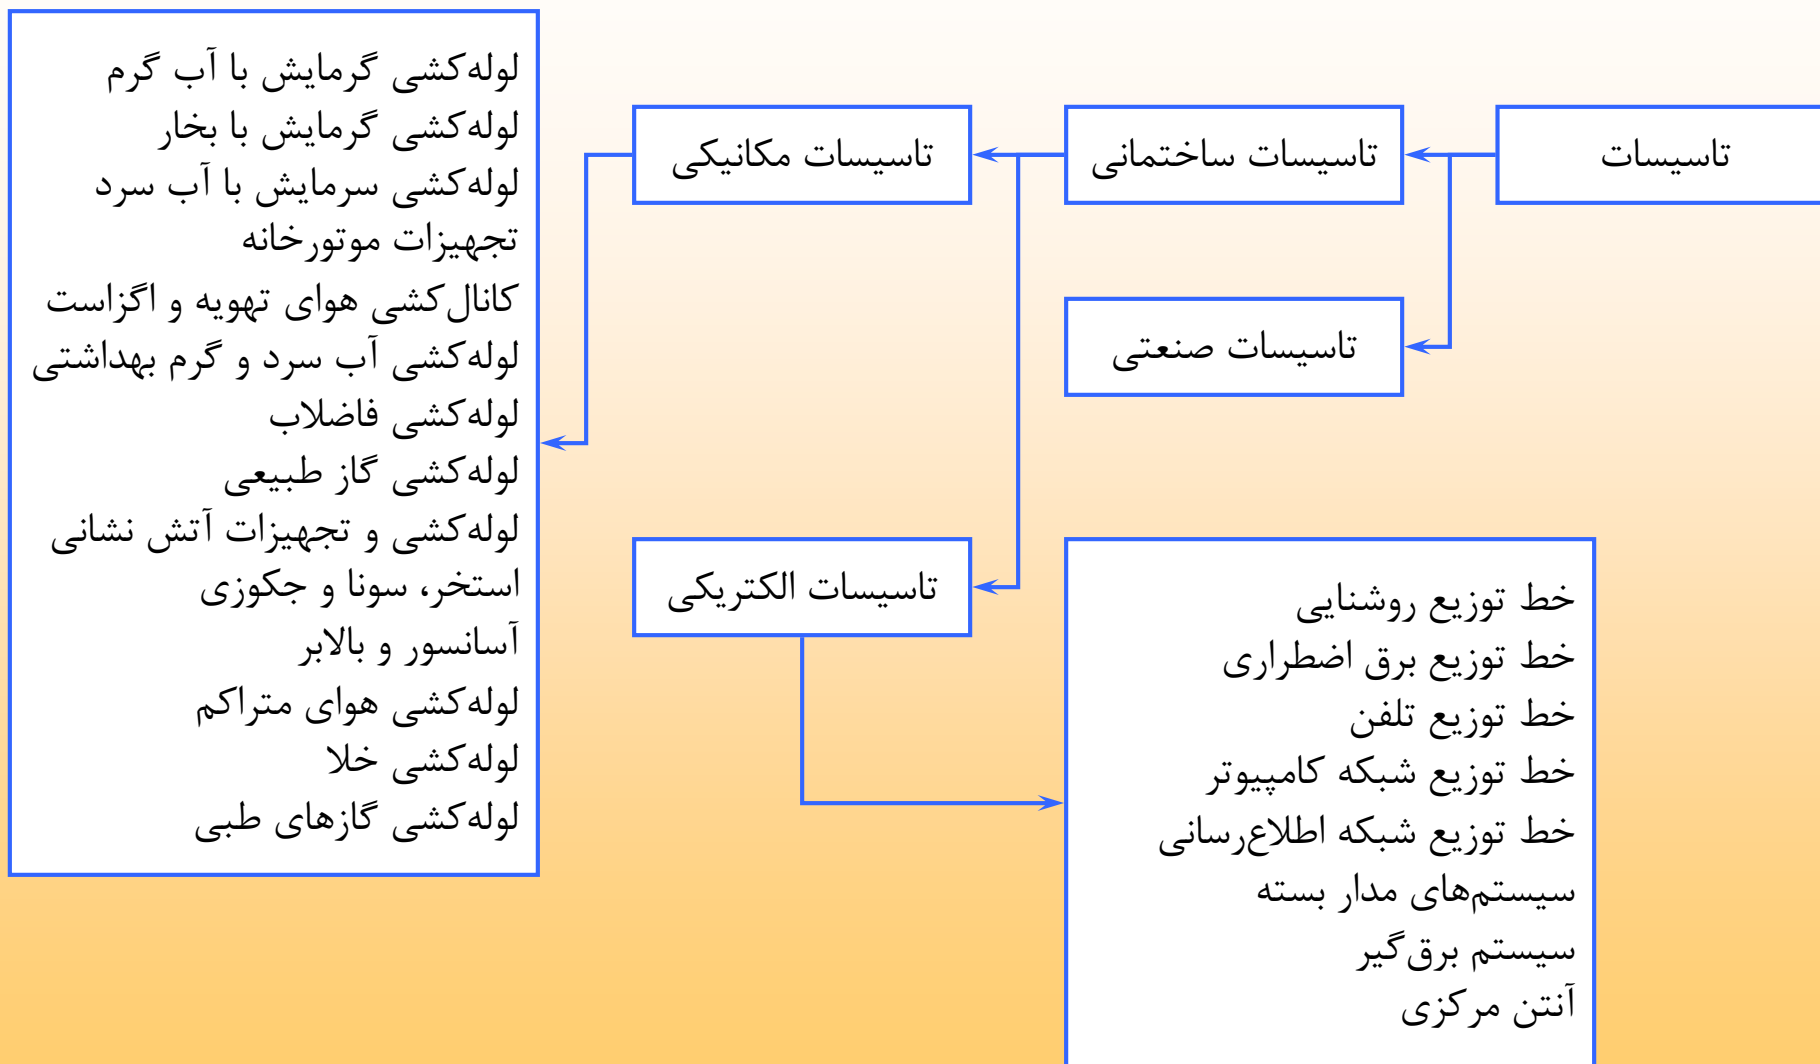 تاسیسات
تاسیسات ساختمانی
تاسیسات صنعتی
تاسیسات مکانیکی
تاسیسات الکتریکی
لوله‌کشی گرمایش با آب گرم
لوله‌کشی گرمایش با بخار
لوله‌کشی سرمایش با آب سرد
تجهیزات موتورخانه
کانال‌کشی هوای تهویه و اگزاست
لوله‌کشی آب سرد و گرم بهداشتی
لوله‌کشی فاضلاب
لوله‌کشی گاز طبیعی
لوله‌کشی و تجهیزات آتش نشانی
استخر، سونا و جکوزی
آسانسور و بالابر
لوله‌کشی هوای متراکم
لوله‌کشی خلا
لوله‌کشی گازهای طبی
خط توزیع روشنایی
خط توزیع برق اضطراری
خط توزیع تلفن
خط توزیع شبکه کامپیوتر
خط توزیع شبکه اطلاع‌رسانی
سیستم‌های مدار بسته
سیستم برق‌گیر
آنتن مرکزی